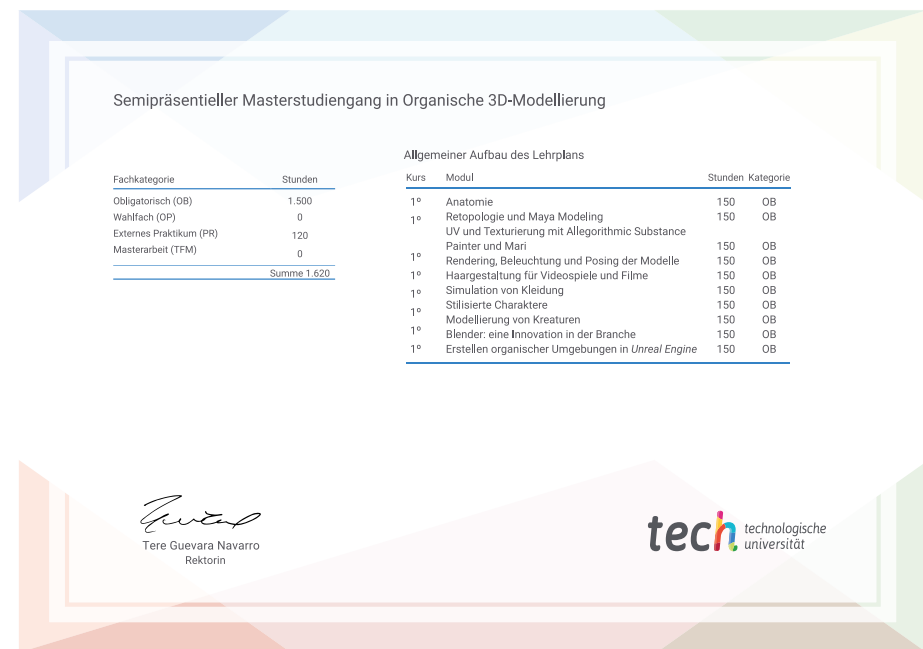 Semipräsentieller Masterstudiengang in Organische 3D-Modellierung
Fachkategorie Stunden
Obligatorisch (OB) 1.500
Wahlfach (OP) 0
Externes Praktikum (PR) 120
Masterarbeit (TFM) 0
Summe 1.620
Allgemeiner Aufbau des Lehrplans
Kurs Modul Stunden Kategorie
1º Anatomie 150 OB
1º Retopologie und Maya Modeling 150 OB
UV und Texturierung mit Allegorithmic Substance
Painter und Mari 150 OB
1º Rendering, Beleuchtung und Posing der Modelle 150 OB
1º Haargestaltung für Videospiele und Filme 150 OB
1º Simulation von Kleidung 150 OB
1º Stilisierte Charaktere 150 OB
Modellierung von Kreaturen 150 OB
1º Blender: eine Innovation in der Branche 150 OB
1º Erstellen organischer Umgebungen in Unreal Engine 150 OB
Tere Guevara Navarro
Rektorin
tech technologische
universität